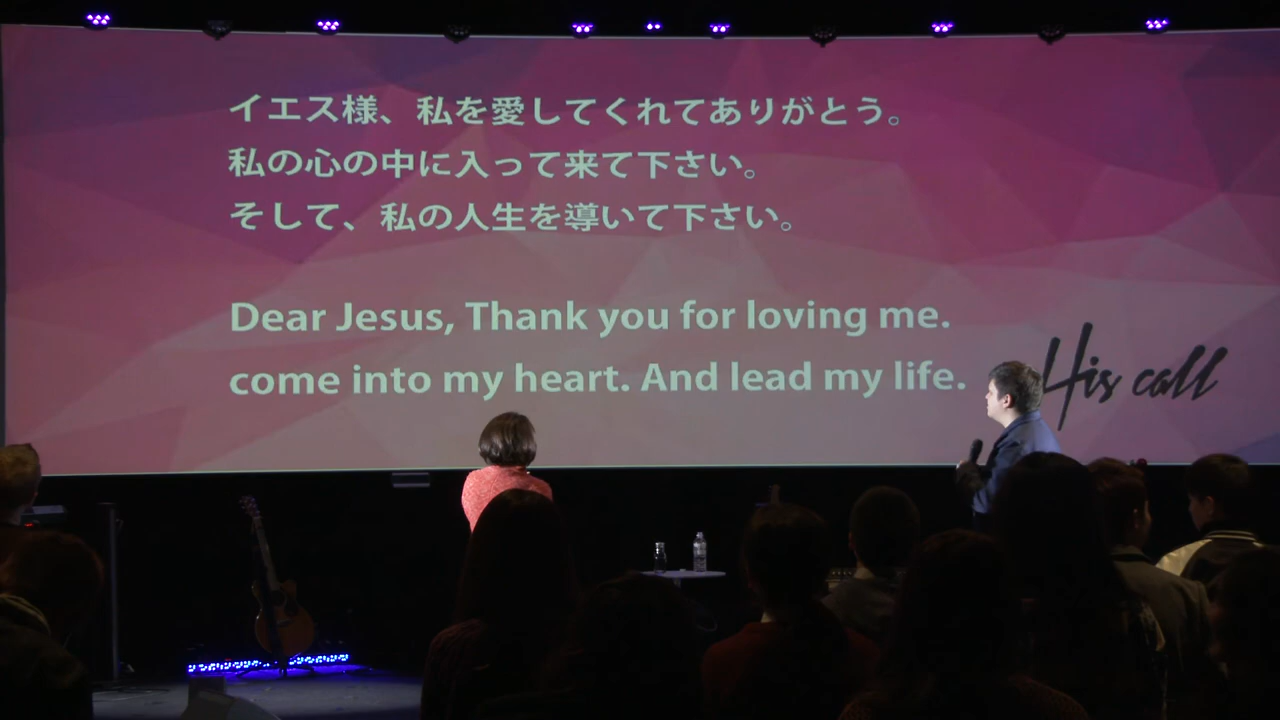 イエス様、私を愛してくれてありがとう。
私の心の中に入って来て下さい。
そして、私の人生を導いて下さい。
Dear Jesus, Thank you for loving me.
come into my heart. And lead my life.
His call